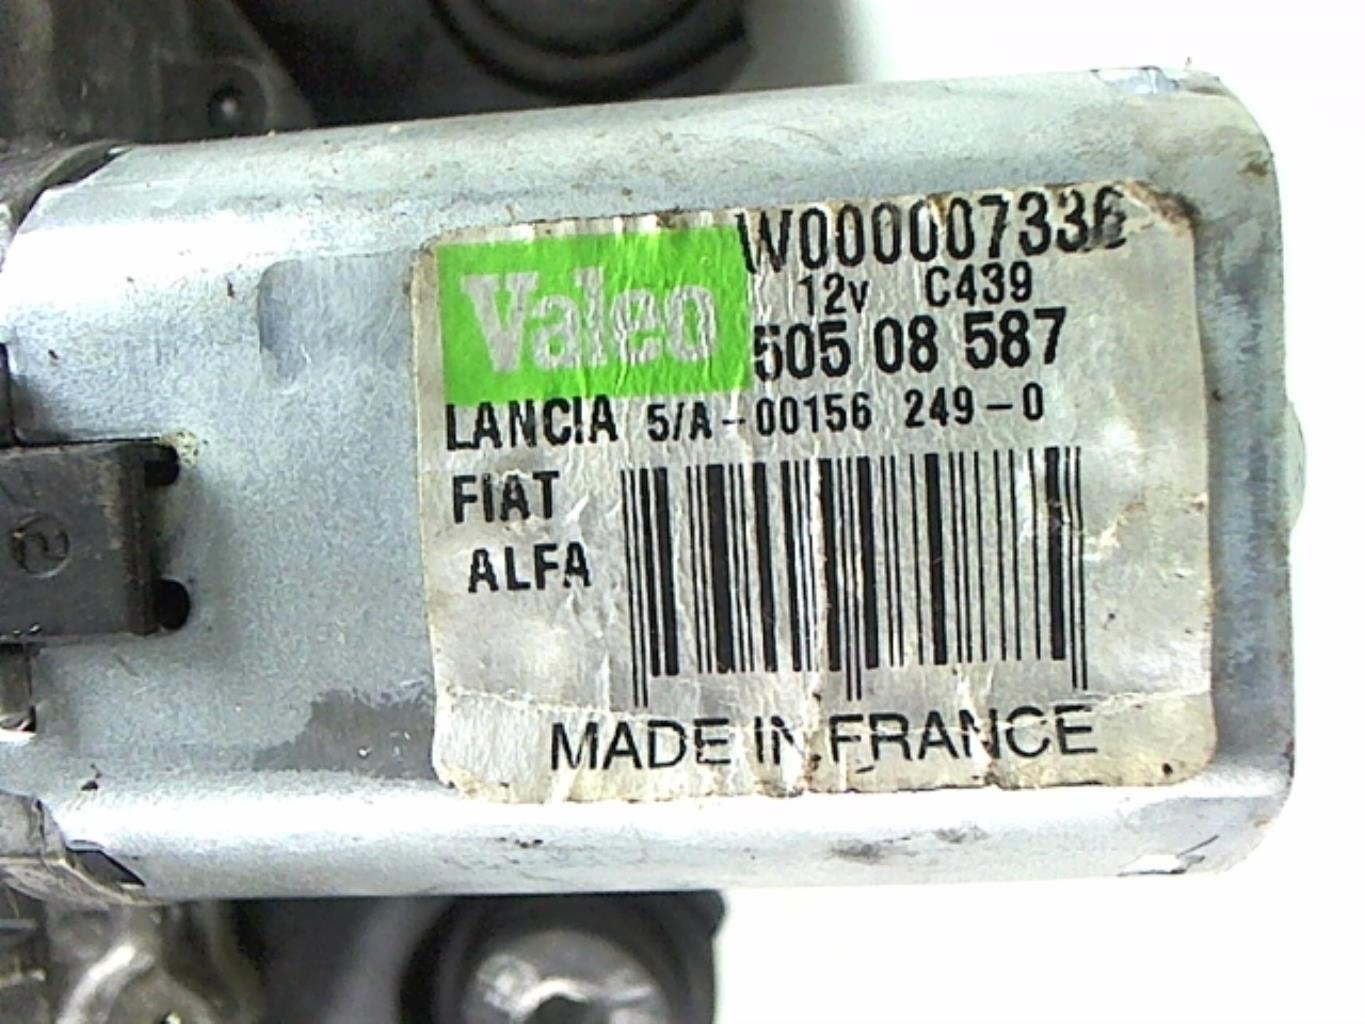 Valeo
W000007336
12v C439
505 08 587
LANCIA 5/A-00156 249-0
FIAT
ALFA
MADE IN FRANCE